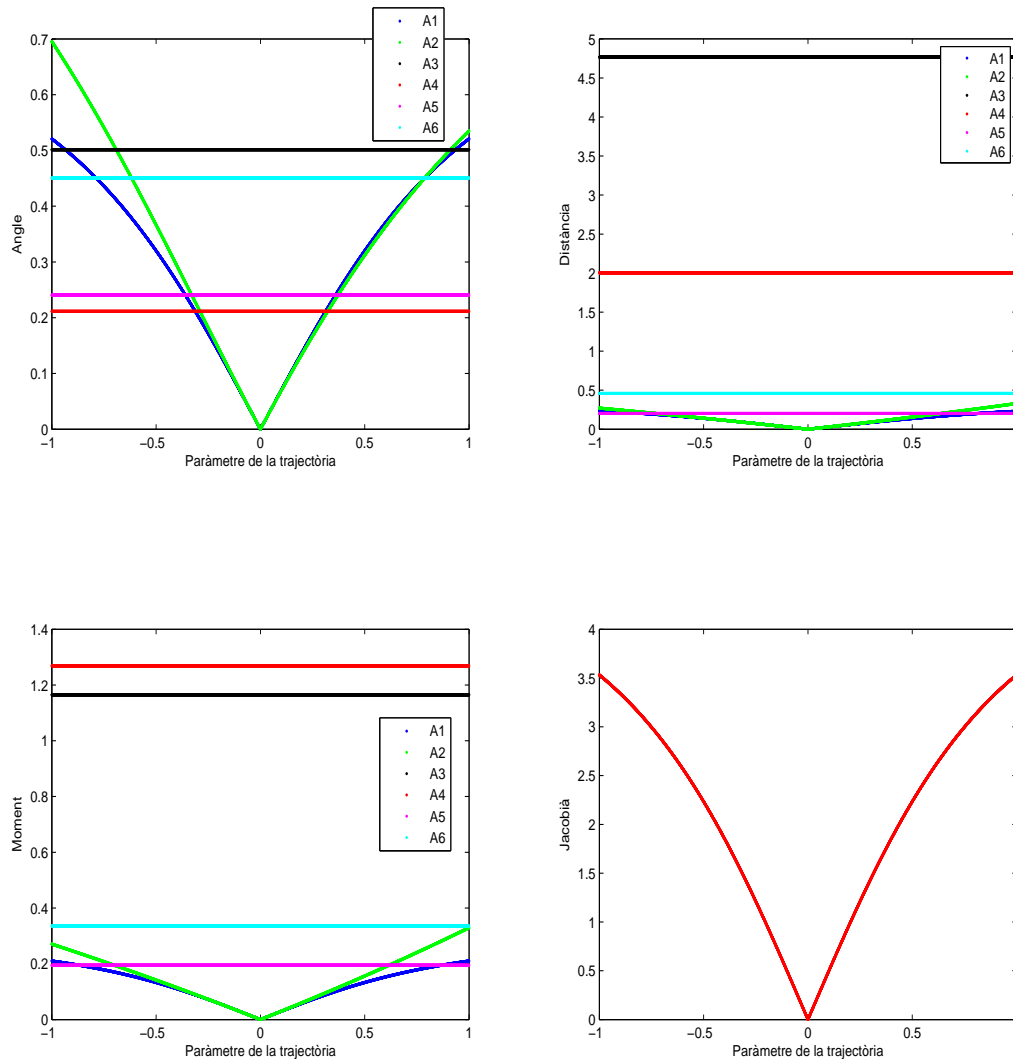 A1
A2
A3
A4
A5
A6
0.7
0.6
0.5
0.4
0.3
0.2
0.1
0
Angle
−1
−0.5
0
0.5
1
Paràmetre de la trajectòria
A1
A2
A3
A4
A5
A6
5
4.5
4
3.5
3
2.5
2
1.5
1
0.5
0
Distància
−1
−0.5
0
0.5
Paràmetre de la trajectòria
A1
A2
A3
A4
A5
A6
1.4
1.2
1
0.8
0.6
0.4
0.2
0
Moment
−1
−0.5
0
0.5
1
Paràmetre de la trajectòria
4
3.5
3
2.5
2
1.5
1
0.5
0
Jacobià
−1
−0.5
0
0.5
Paràmetre de la trajectòria